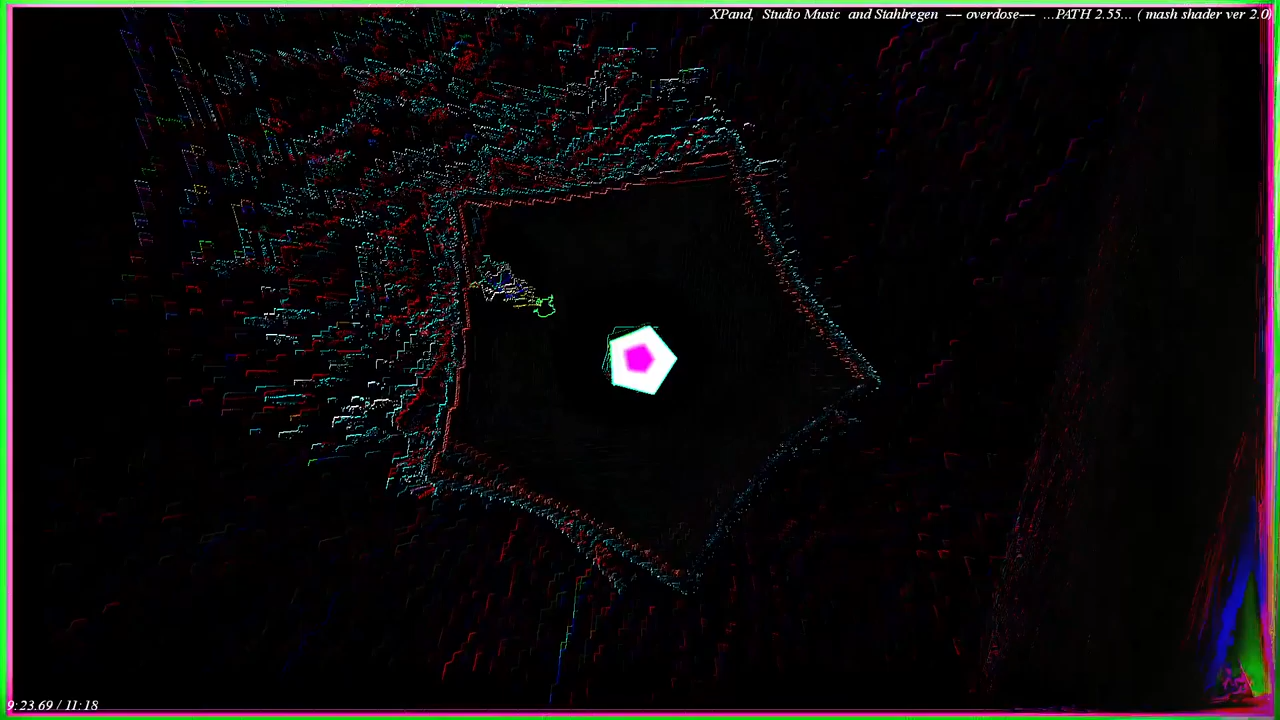 XPand, Studio Music and Stahlregen --- overdose--- ...PATH 2.55... ( mash shader ver 2.0)
9:23.69 / 11:18